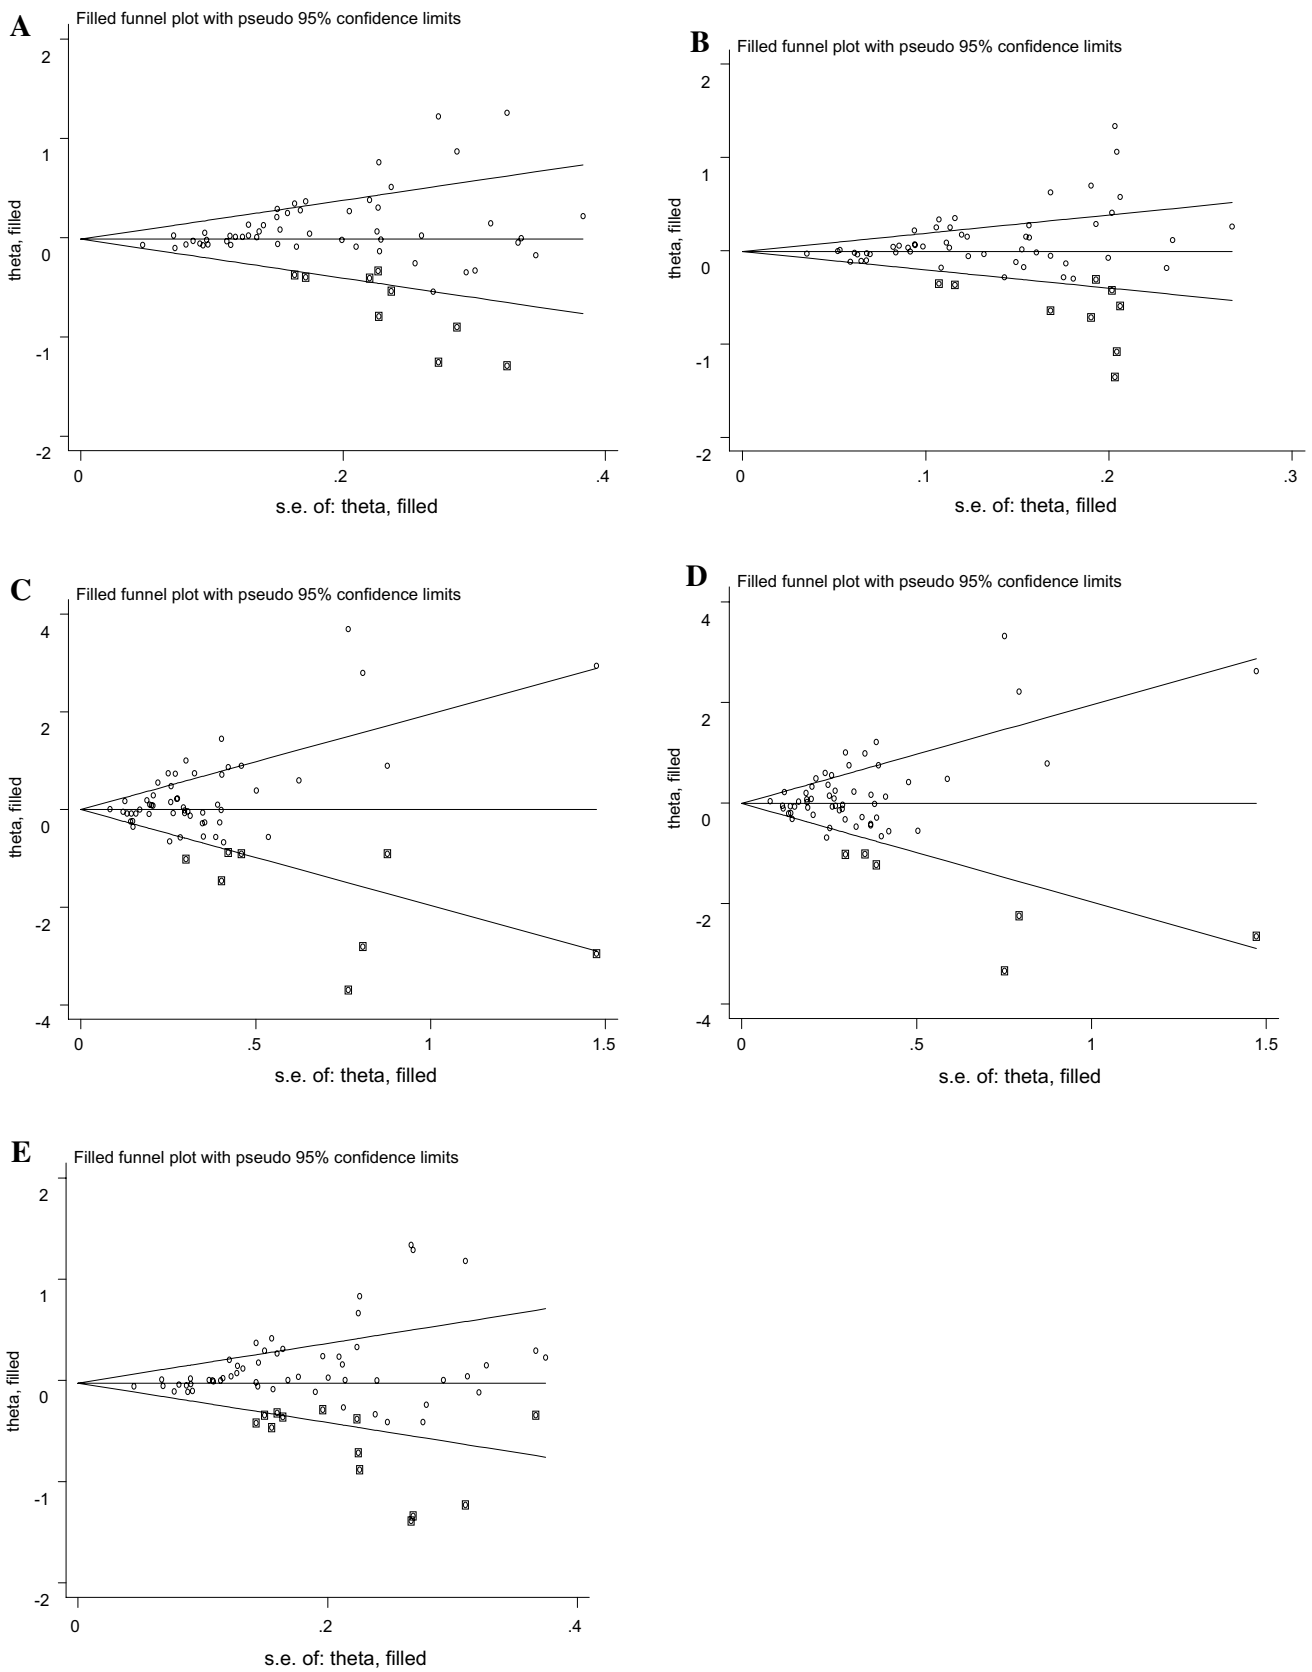 A
Filled funnel plot with pseudo 95% confidence limits
theta, filled
2
1
0
-1
-2
0 .2 .4
s.e. of: theta, filled
B
Filled funnel plot with pseudo 95% confidence limits
theta, filled
2
1
0
-1
-2
0 .1 .2 .3
s.e. of: theta, filled
C
Filled funnel plot with pseudo 95% confidence limits
theta, filled
4
2
0
-2
-4
0 .5 1 1.5
s.e. of: theta, filled
D
Filled funnel plot with pseudo 95% confidence limits
theta, filled
4
2
0
-2
-4
0 .5 1 1.5
s.e. of: theta, filled
E
Filled funnel plot with pseudo 95% confidence limits
theta, filled
2
1
0
-1
-2
0 .2 .4
s.e. of: theta, filled